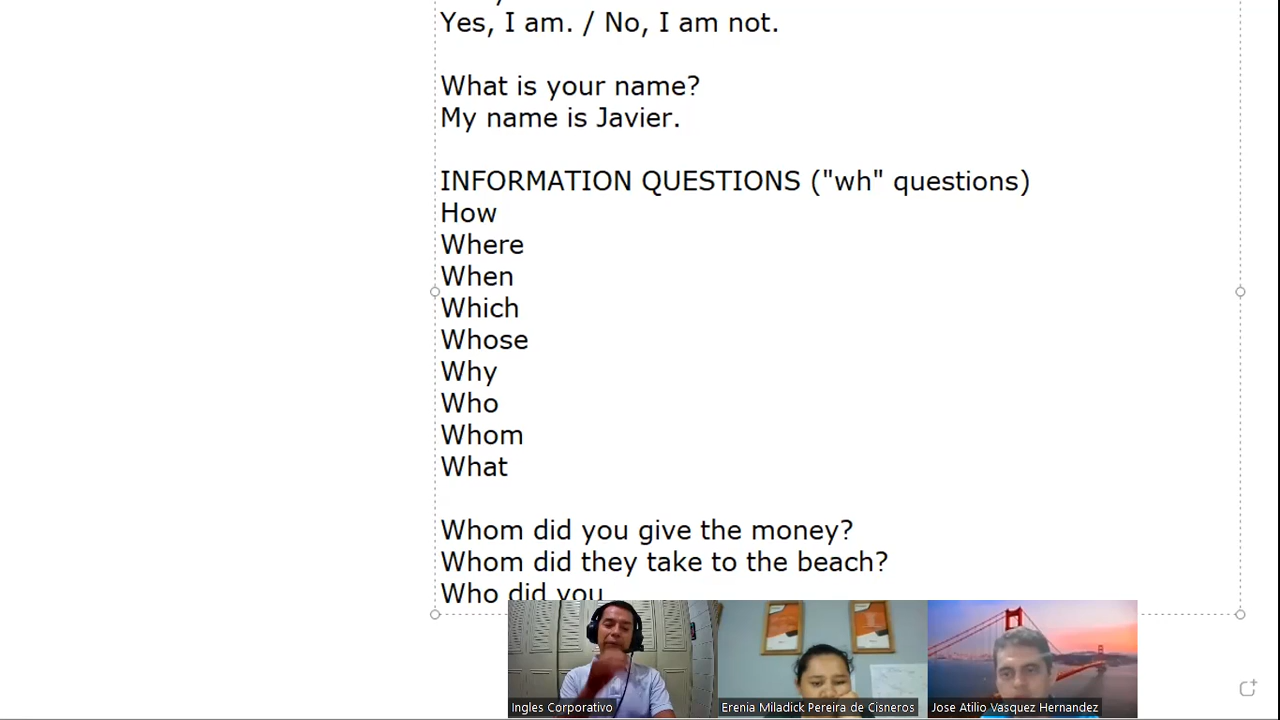 Yes, I am. / No, I am not.
What is your name?
My name is Javier.
INFORMATION QUESTIONS ("wh" questions)
How
Where
When
Which
Whose
Why
Who
Whom
What
Whom did you give the money?
Whom did they take to the beach?
Who did you
Ingles Corporativo
Erenia Miladick Pereira de Cisneros
Jose Atilio Vasquez Hernandez